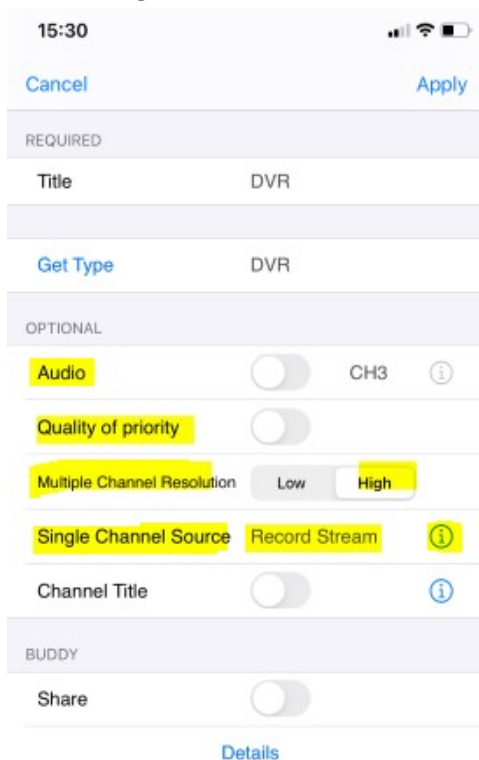 15:30
Cancel Apply
REQUIRED
Title DVR
Get Type DVR
OPTIONAL
Audio CH3
Quality of priority
Multiple Channel Resolution Low High
Single Channel Source Record Stream
Channel Title
BUDDY
Share
Details